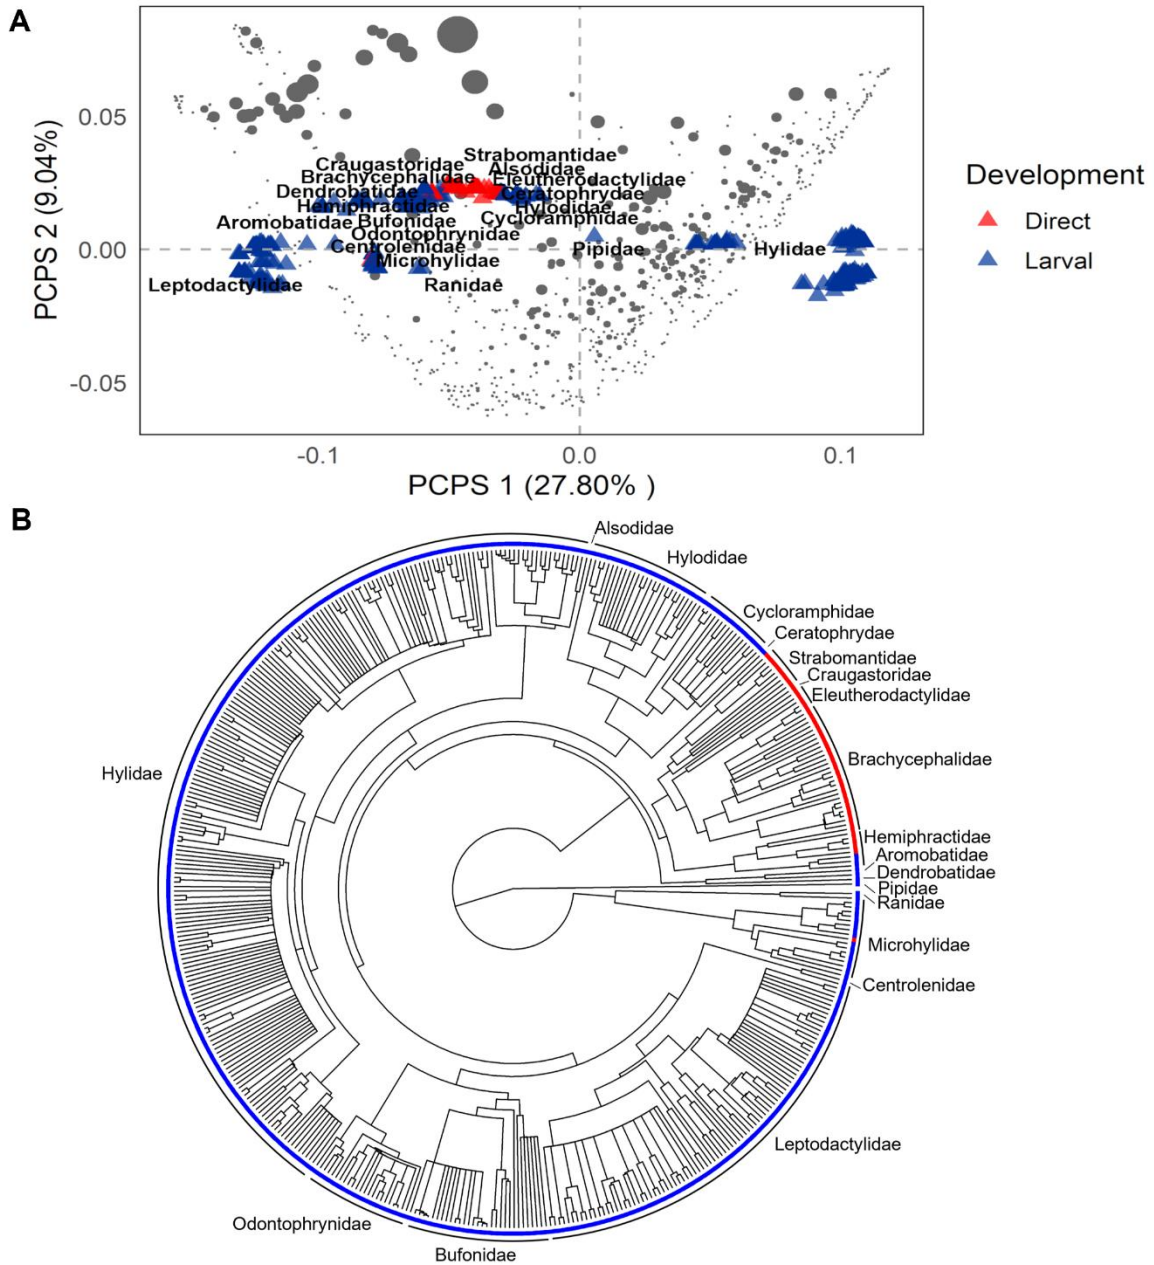 A
PCPS 2 (9.04%)
0.05
0.00
-0.05
Strabomantidae
Craugastoridae
Alsodidae
Brachycephalidae
Eleutherodactylidae
Dendrobatidae
Ceratophrydae
Hemiphractidae
Hylodidae
Aromobatidae
Bufonidae
Cycloramphidae
Odontophrynidae
Centrolenidae
Pipidae
Hylidae
Microhylidae
Leptodactylidae
Ranidae
-0.1
0.0
0.1
PCPS 1 (27.80% )
Development
Direct
Larval
B
Alsodidae
Hylodidae
Cycloramphidae
Ceratophrydae
Strabomantidae
Craugastoridae
Eleutherodactylidae
Brachycephalidae
Hylidae
Hemiphractidae
Aromobatidae
Dendrobatidae
Pipidae
Ranidae
Microhylidae
Centrolenidae
Leptodactylidae
Odontophrynidae
Bufonidae